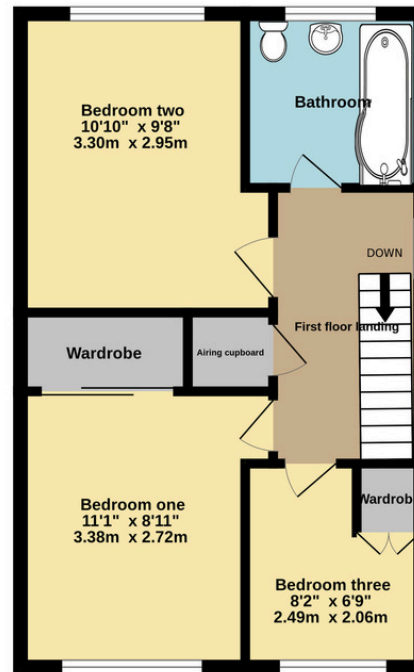 Bedroom two
10'10" x 9'8"
3.30m x 2.95m
Bathroom
DOWN
First floor landing
Wardrobe
Airing cupboard
Bedroom one
11'1" x 8'11"
3.38m x 2.72m
Wardrob
Bedroom three
8'2" x 6'9"
2.49m x 2.06m